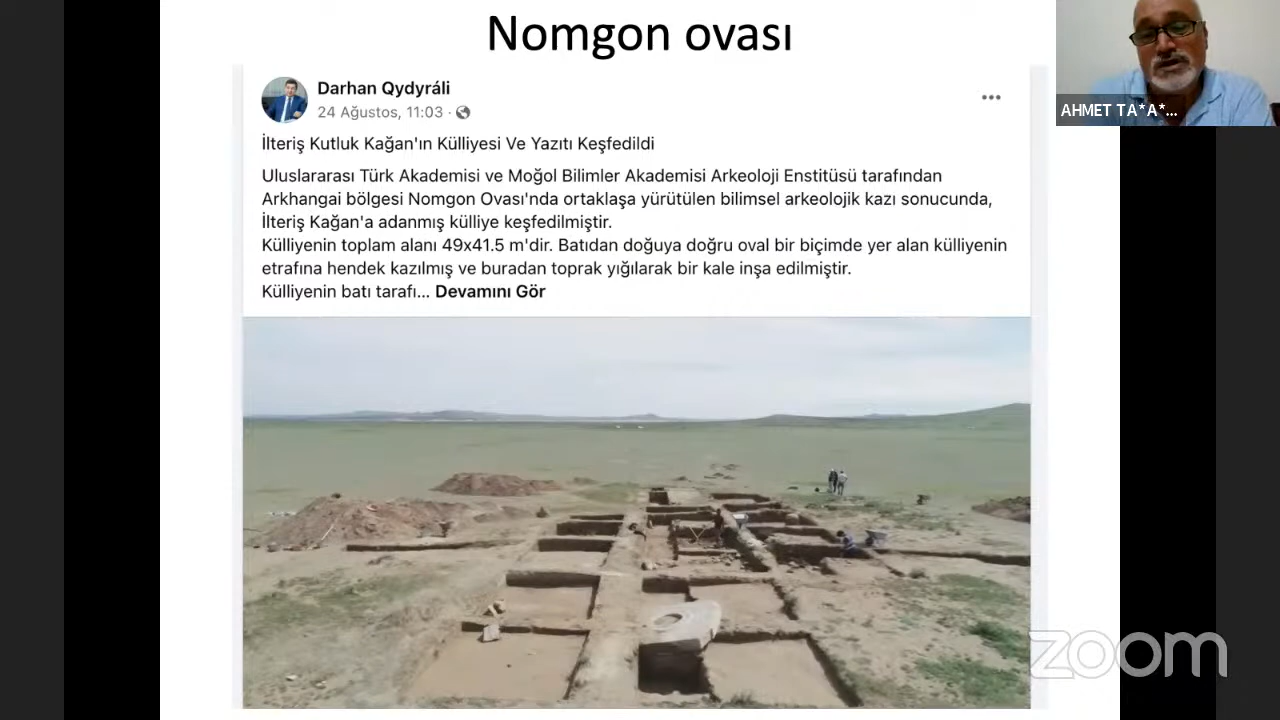 Nomgon ovası
Darhan Qydyráli
24 Ağustos, 11:03 ·
İlteriş Kutluk Kağan'ın Külliyesi Ve Yazıtı Keşfedildi
Uluslararası Türk Akademisi ve Moğol Bilimler Akademisi Arkeoloji Enstitüsü tarafından
Arkhangai bölgesi Nomgon Ovası'nda ortaklaşa yürütülen bilimsel arkeolojik kazı sonucunda,
İlteriş Kağan'a adanmış külliye keşfedilmiştir.
Külliyenin toplam alanı 49x41.5 m'dir. Batıdan doğuya doğru oval bir biçimde yer alan külliyenin
etrafına hendek kazılmış ve buradan toprak yığılarak bir kale inşa edilmiştir.
Külliyenin batı tarafı... Devamını Gör
AHMET TA*A*...
zoom